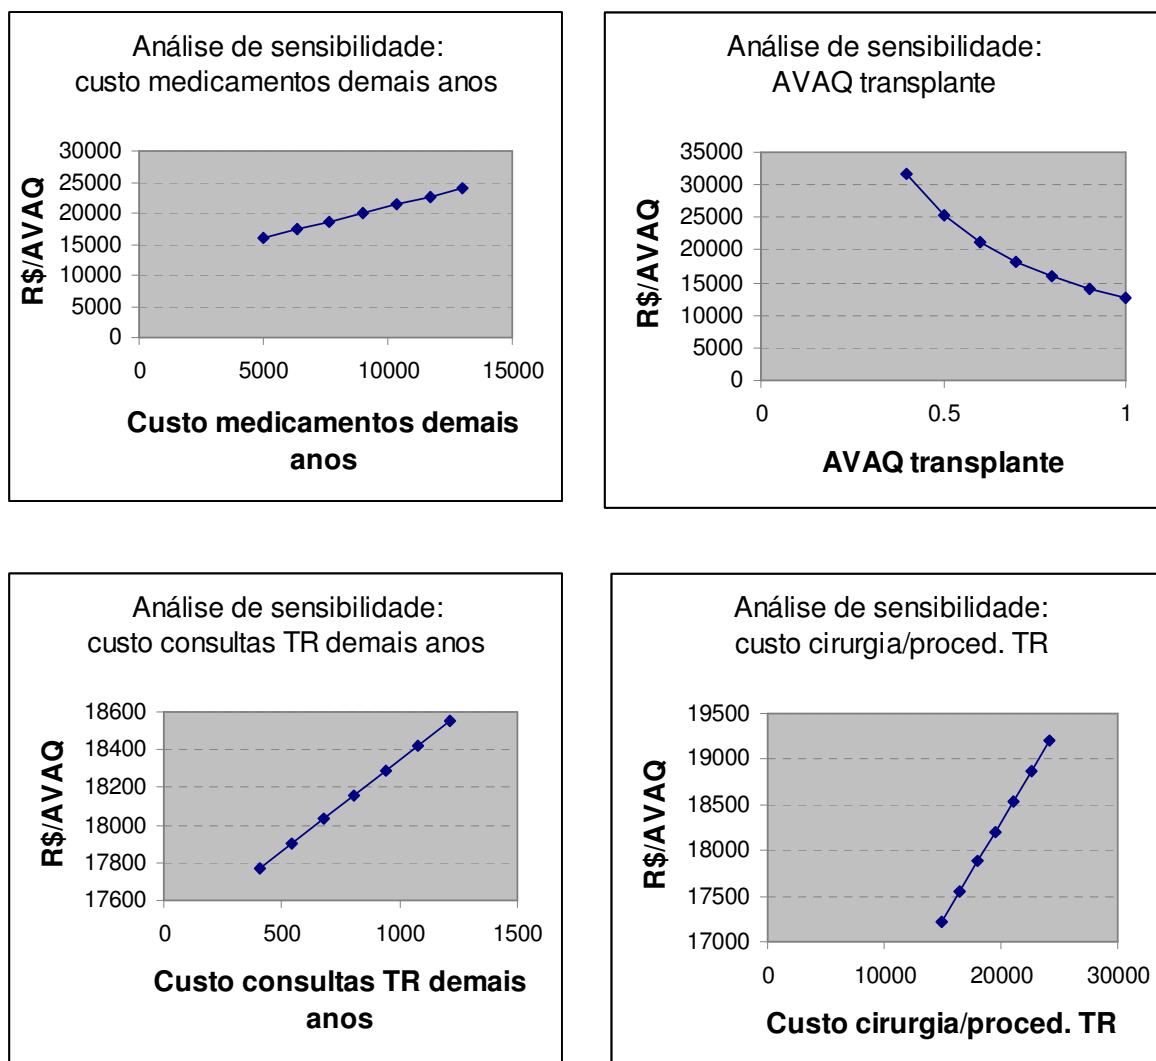 Análise de sensibilidade:
custo medicamentos demais anos
30000
25000
20000
15000
10000
5000
0
R$/AVAQ
0 5000 10000 15000
Custo medicamentos demais
anos
Análise de sensibilidade:
AVAQ transplante
35000
30000
25000
20000
15000
10000
5000
0
R$/AVAQ
0 0.5 1
AVAQ transplante
Análise de sensibilidade:
custo consultas TR demais anos
18600
18400
18200
18000
17800
17600
R$/AVAQ
0 500 1000 1500
Custo consultas TR demais
anos
Análise de sensibilidade:
custo cirurgia/proced. TR
19500
19000
18500
18000
17500
17000
R$/AVAQ
0 10000 20000 30000
Custo cirurgia/proced. TR